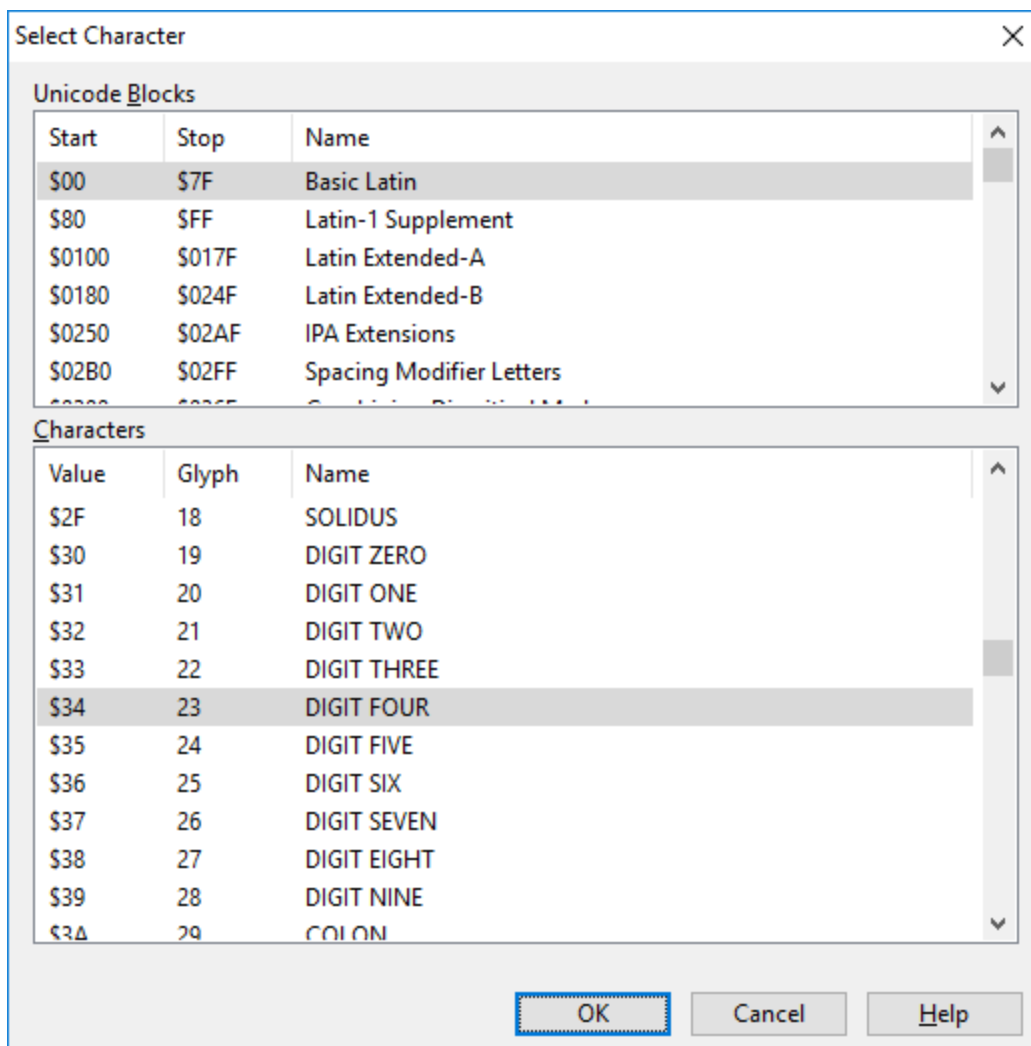 Select Character
Unicode Blocks
Start Stop Name
$00 $7F Basic Latin
$80 $FF Latin-1 Supplement
$0100 $017F Latin Extended-A
$0180 $024F Latin Extended-B
$0250 $02AF IPA Extensions
$02B0 $02FF Spacing Modifier Letters
Characters
Value Glyph Name
$2F 18 SOLIDUS
$30 19 DIGIT ZERO
$31 20 DIGIT ONE
$32 21 DIGIT TWO
$33 22 DIGIT THREE
$34 23 DIGIT FOUR
$35 24 DIGIT FIVE
$36 25 DIGIT SIX
$37 26 DIGIT SEVEN
$38 27 DIGIT EIGHT
$39 28 DIGIT NINE
$3A 29 COLON
OK Cancel Help